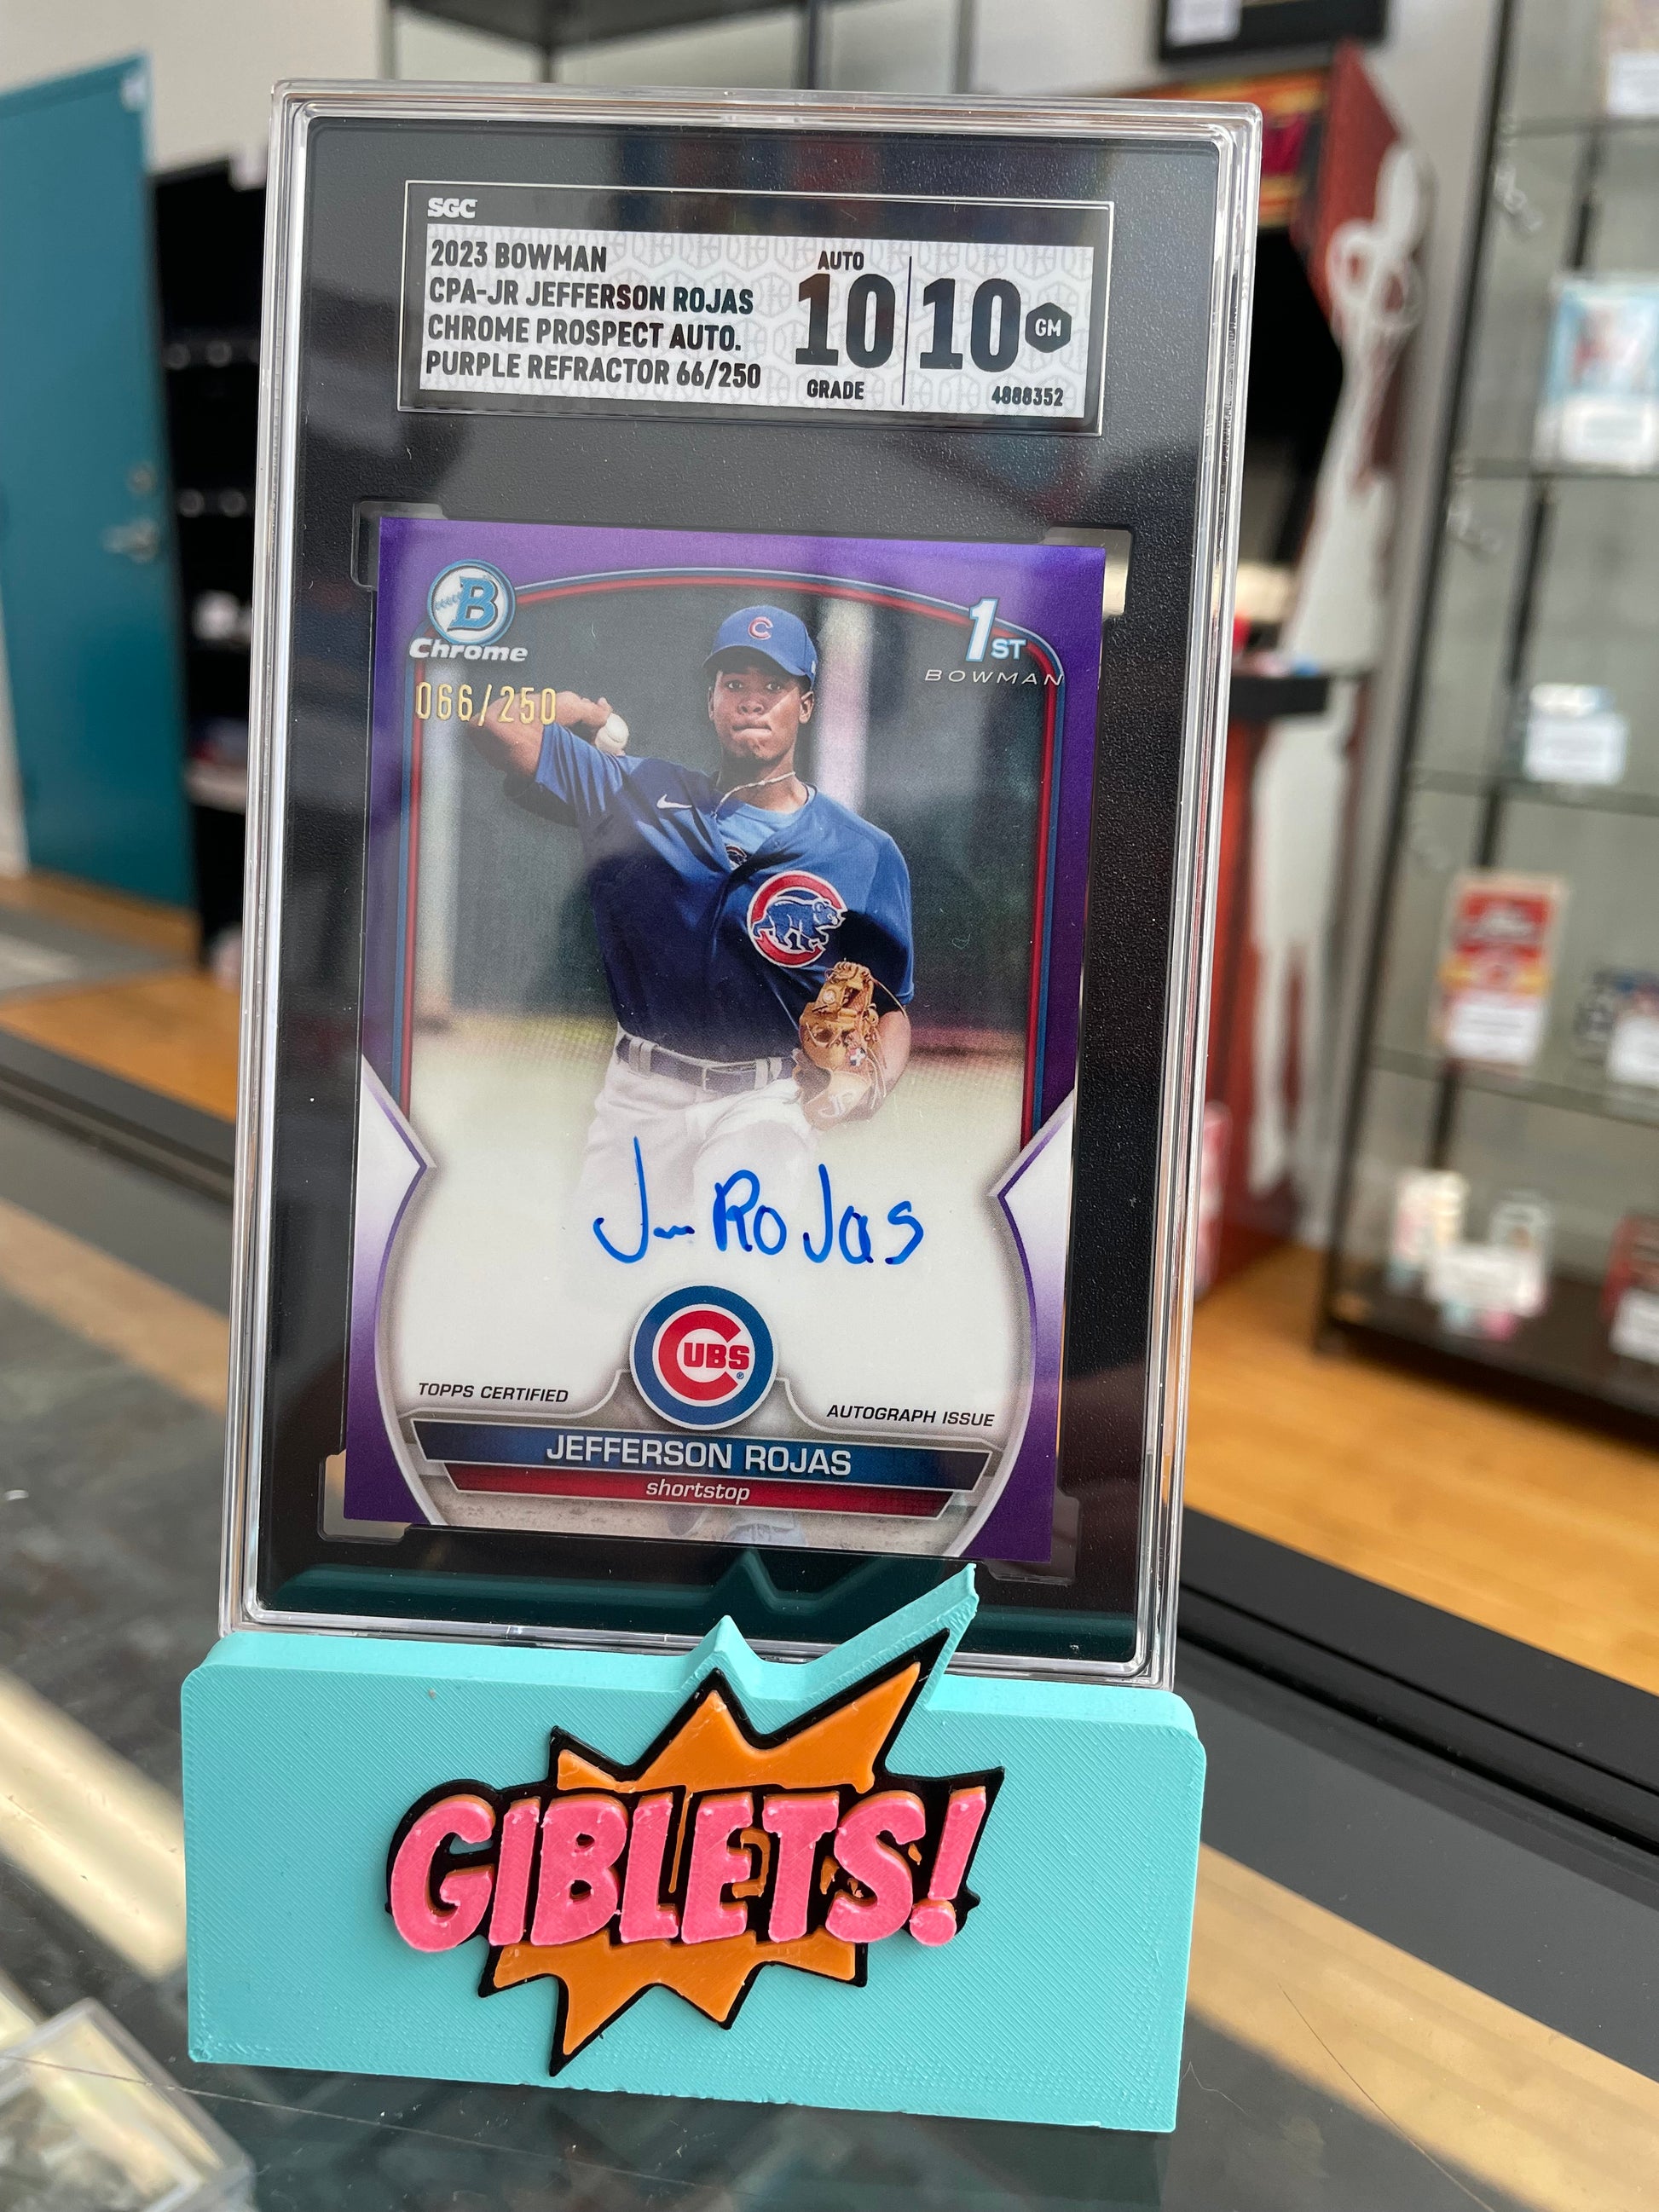 SGC
2023 BOWMAN
CPA-JR JEFFERSON ROJAS
CHROME PROSPECT AUTO.
PURPLE REFRACTOR 66/250
AUTO
10
GRADE
10 GM
4888352
B
Chrome
066/250
1ST
BOWMAN
C
J Rojas
CUBS
TOPPS CERTIFIED
AUTOGRAPH ISSUE
JEFFERSON ROJAS
shortstop
GIBLETS!